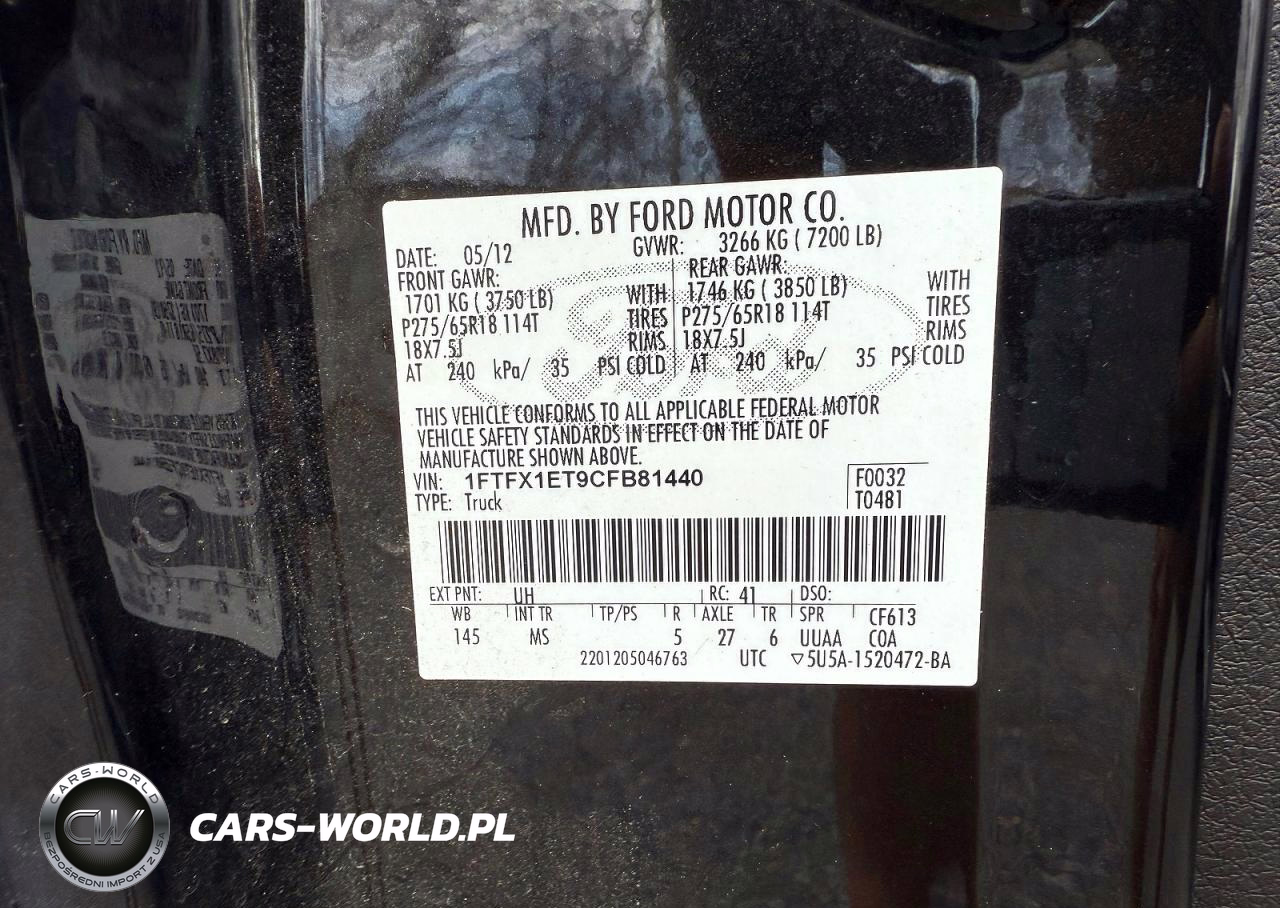 MFD. BY FORD MOTOR CO.
DATE: 05/12 GVWR: 3266 KG ( 7200 LB)
FRONT GAWR: REAR GAWR:
1701 KG ( 3750 LB) WITH 1746 KG ( 3850 LB) WITH
P275/65R18 114T TIRES P275/65R18 114T TIRES
18X7.5J RIMS 18X7.5J RIMS
AT 240 kPa/ 35 PSI COLD AT 240 kPa/ 35 PSI COLD
Ford
THIS VEHICLE CONFORMS TO ALL APPLICABLE FEDERAL MOTOR
VEHICLE SAFETY STANDARDS IN EFFECT ON THE DATE OF
MANUFACTURE SHOWN ABOVE.
VIN: 1FTFX1ET9CFB81440 F0032
TYPE: Truck T0481
EXT PNT: UH RC: 41 DSO:
WB INT TR TP/PS R AXLE TR SPR CF613
145 MS 5 27 6 UUAA COA
2201205046763 UTC ▽5U5A-1520472-BA
CARS-WORLD
CW
BEZPOŚREDNI IMPORT Z USA
CARS-WORLD.PL